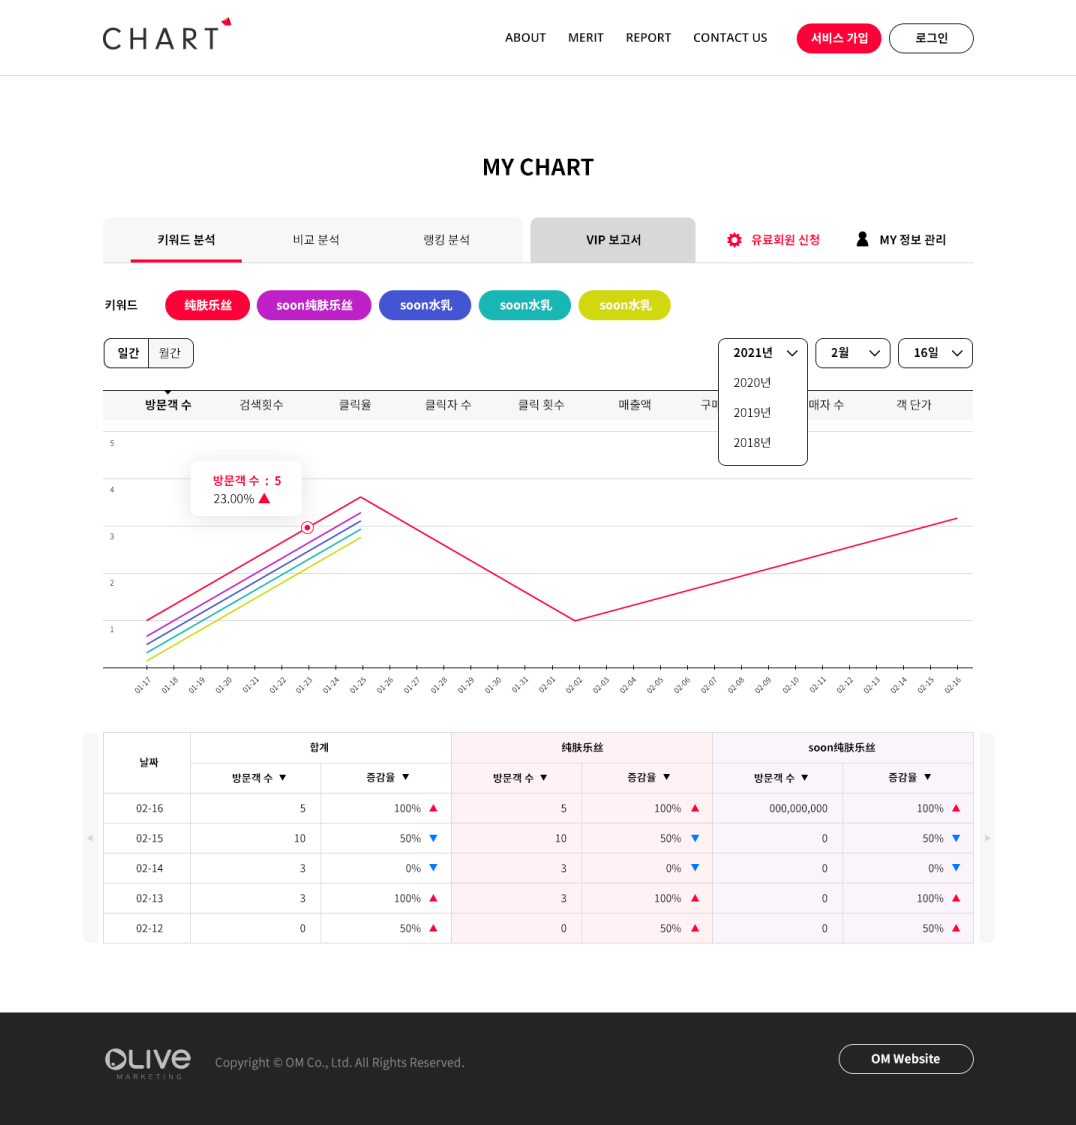 CHART
ABOUT MERIT REPORT CONTACT US 서비스 가입 로그인
MY CHART
키워드 분석 비교 분석 랭킹 분석 VIP 보고서 유료회원 신청 MY 정보 관리
키워드 纯肤乐丝 soon纯肤乐丝 soon水乳 soon水乳 soon水乳
일간 월간 2021년 2월 16일
2020년
2019년
2018년
방문객 수 검색횟수 클릭율 클릭자 수 클릭 횟수 매출액 구매 매자 수 객 단가
5
방문객 수 : 5
23.00% ▲
4
3
2
1
01-17 01-18 01-19 01-20 01-21 01-22 01-23 01-24 01-25 01-26 01-27 01-28 01-29 01-30 01-31 02-01 02-02 02-03 02-04 02-05 02-06 02-07 02-08 02-09 02-10 02-11 02-12 02-13 02-14 02-15 02-16
날짜 합계 纯肤乐丝 soon纯肤乐丝
방문객 수 ▼ 증감율 ▼ 방문객 수 ▼ 증감율 ▼ 방문객 수 ▼ 증감율 ▼
02-16 5 100% ▲ 5 100% ▲ 000,000,000 100% ▲
02-15 10 50% ▼ 10 50% ▼ 0 50% ▼
02-14 3 0% ▼ 3 0% ▼ 0 0% ▼
02-13 3 100% ▲ 3 100% ▲ 0 100% ▲
02-12 0 50% ▲ 0 50% ▲ 0 50% ▲
OLIVE
MARKETING
Copyright © OM Co., Ltd. All Rights Reserved.
OM Website